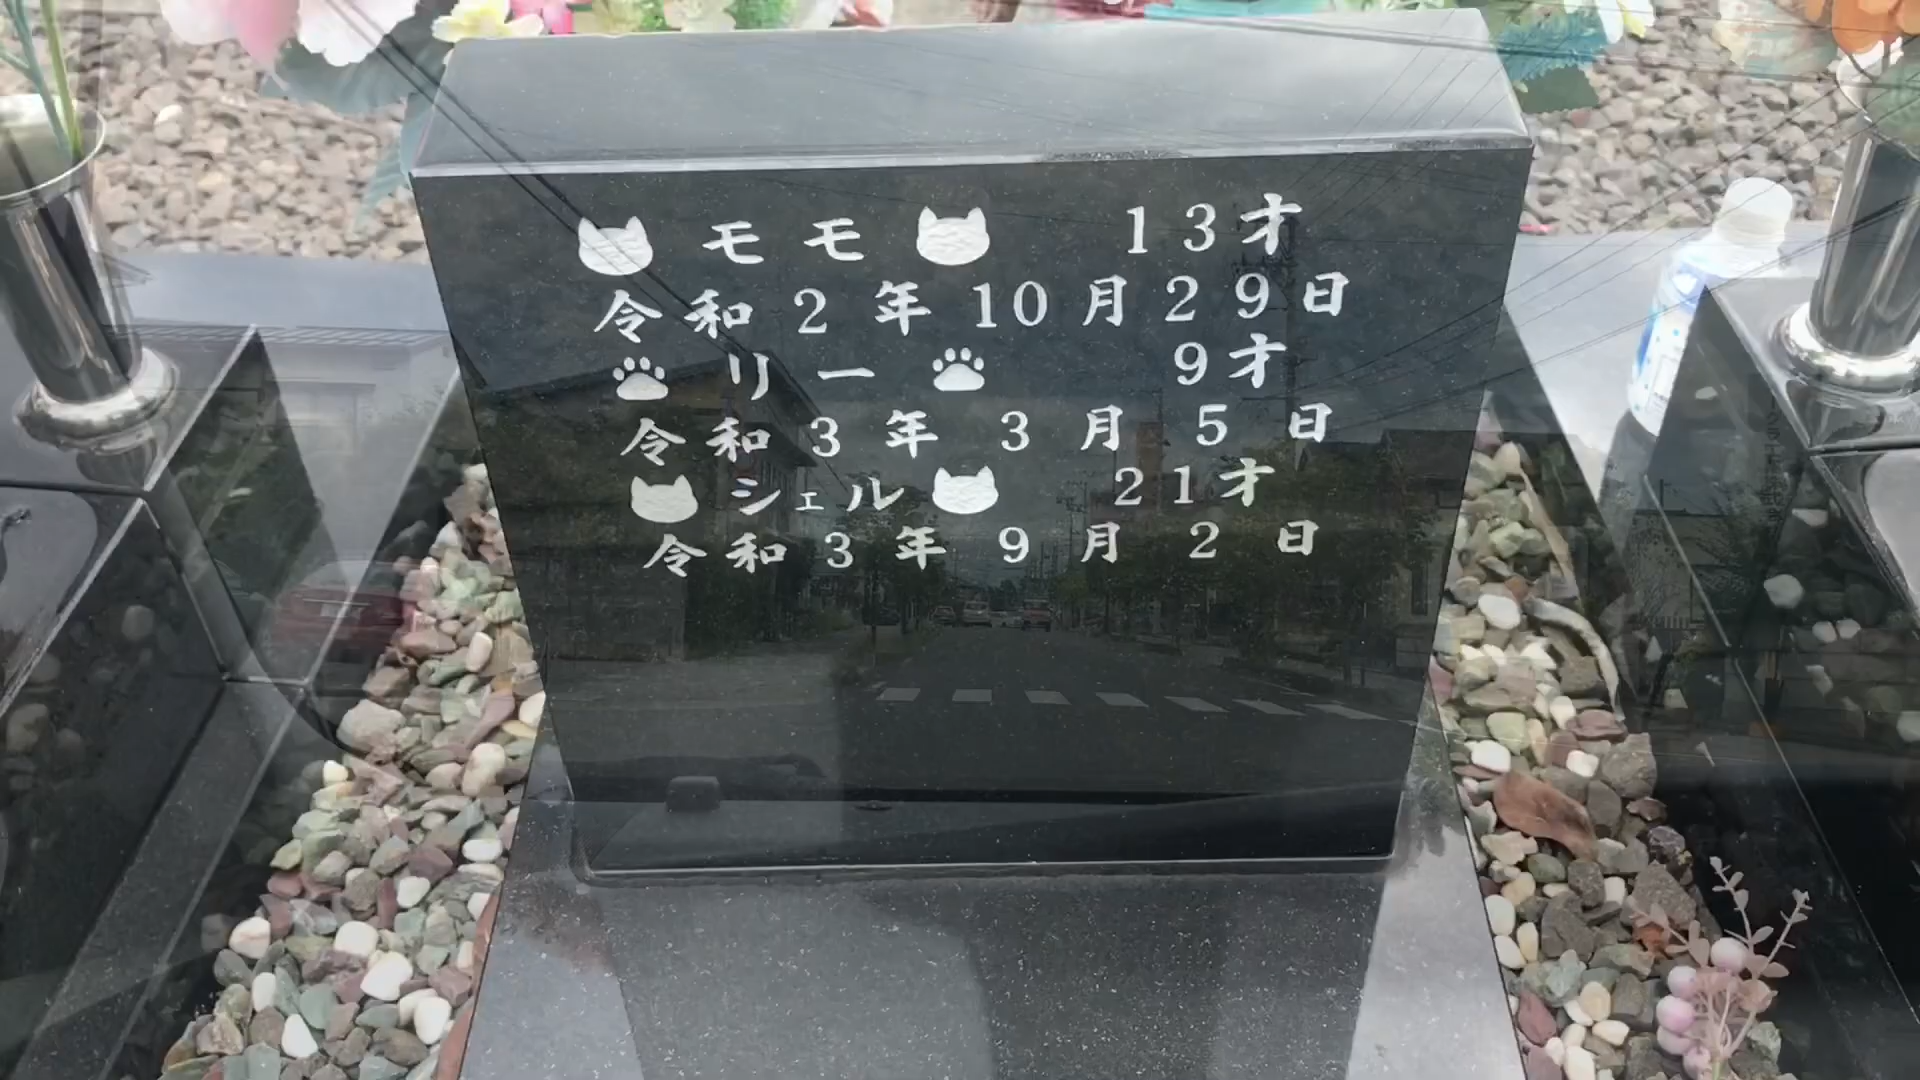 モモ 13才
令和2年10月29日
リー 9才
令和3年3月5日
シェル 21才
令和3年9月2日